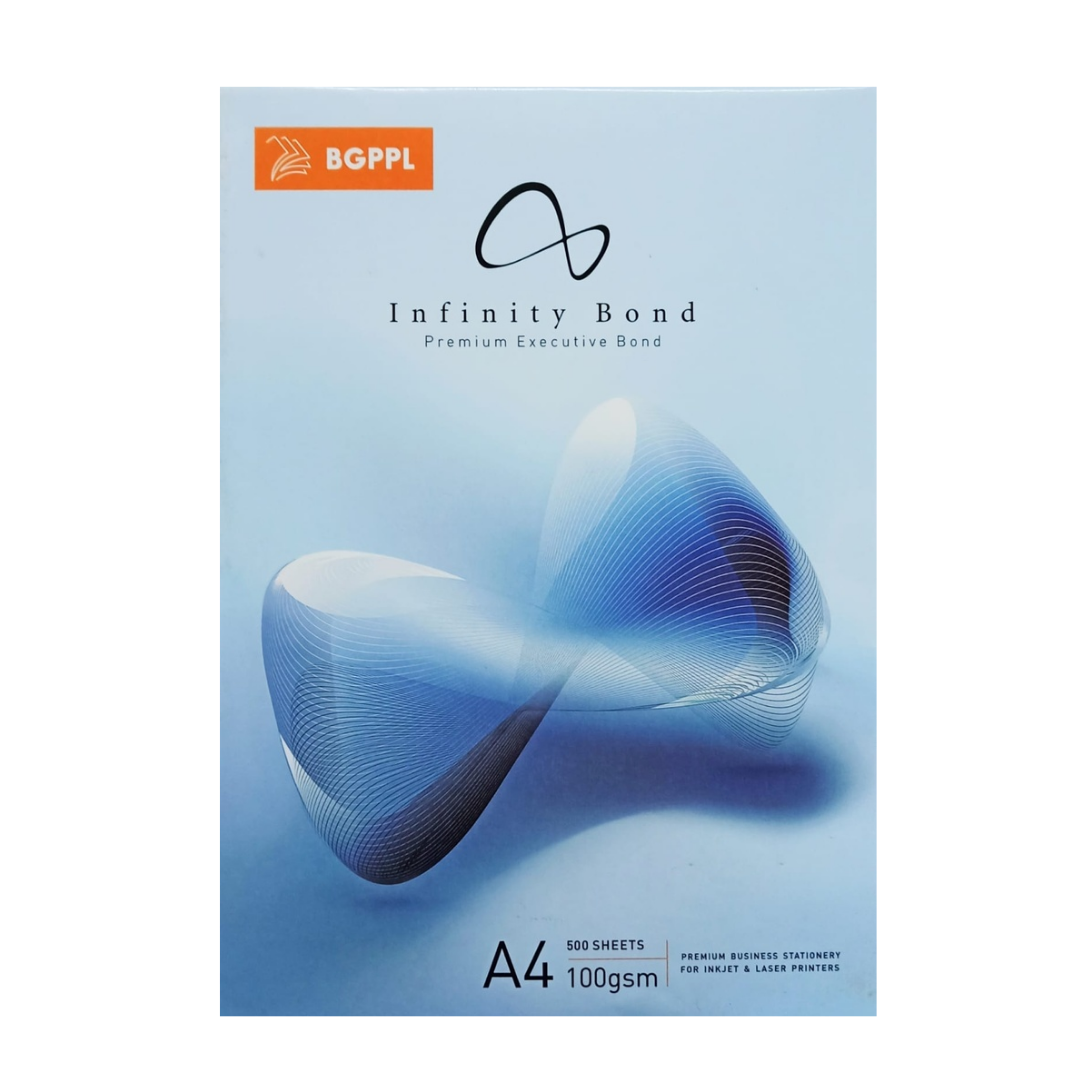 BGPPL
Infinity Bond
Premium Executive Bond
A4
500 SHEETS
100gsm
PREMIUM BUSINESS STATIONERY
FOR INKJET & LASER PRINTERS